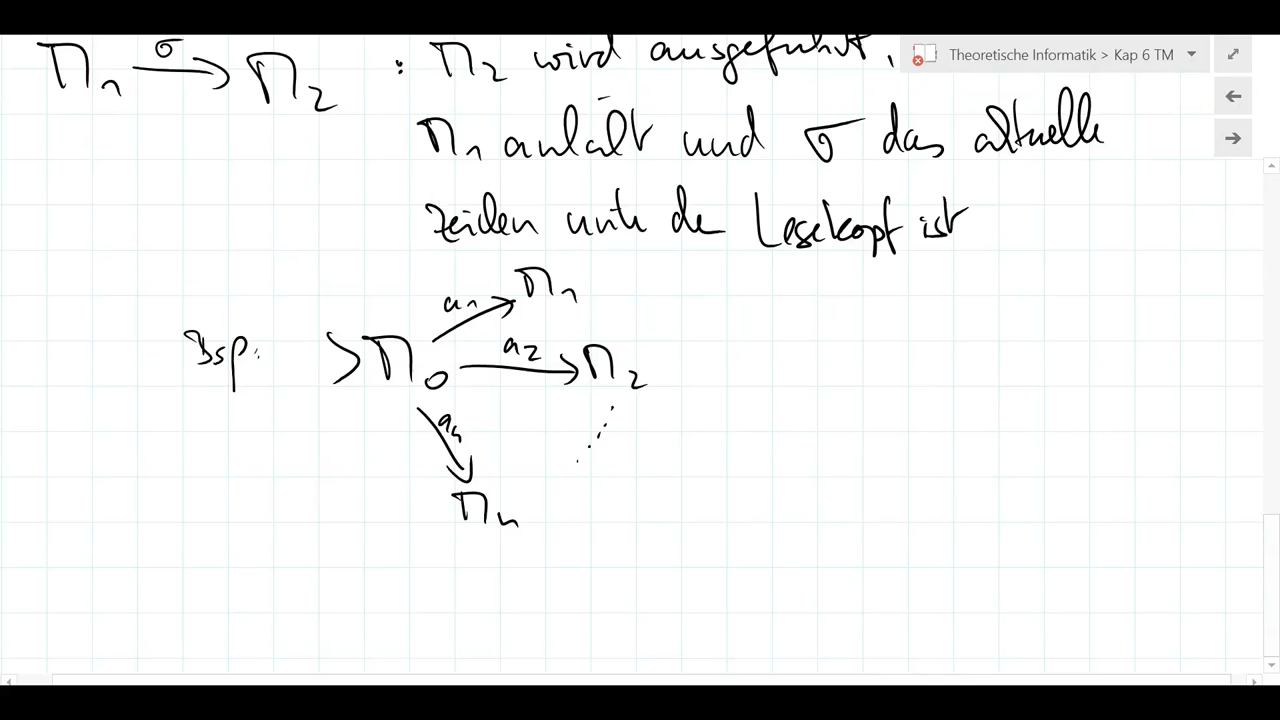 M₁ →σ M₂ : M₂ wird ausgeführt,
Theoretische Informatik > Kap 6 TM
M₁ anhält und σ das aktuelle
Zeichen unter de Lesekopf ist
a₁ M₁
Bsp: >M₀ a₂ M₂
aₙ
Mₙ